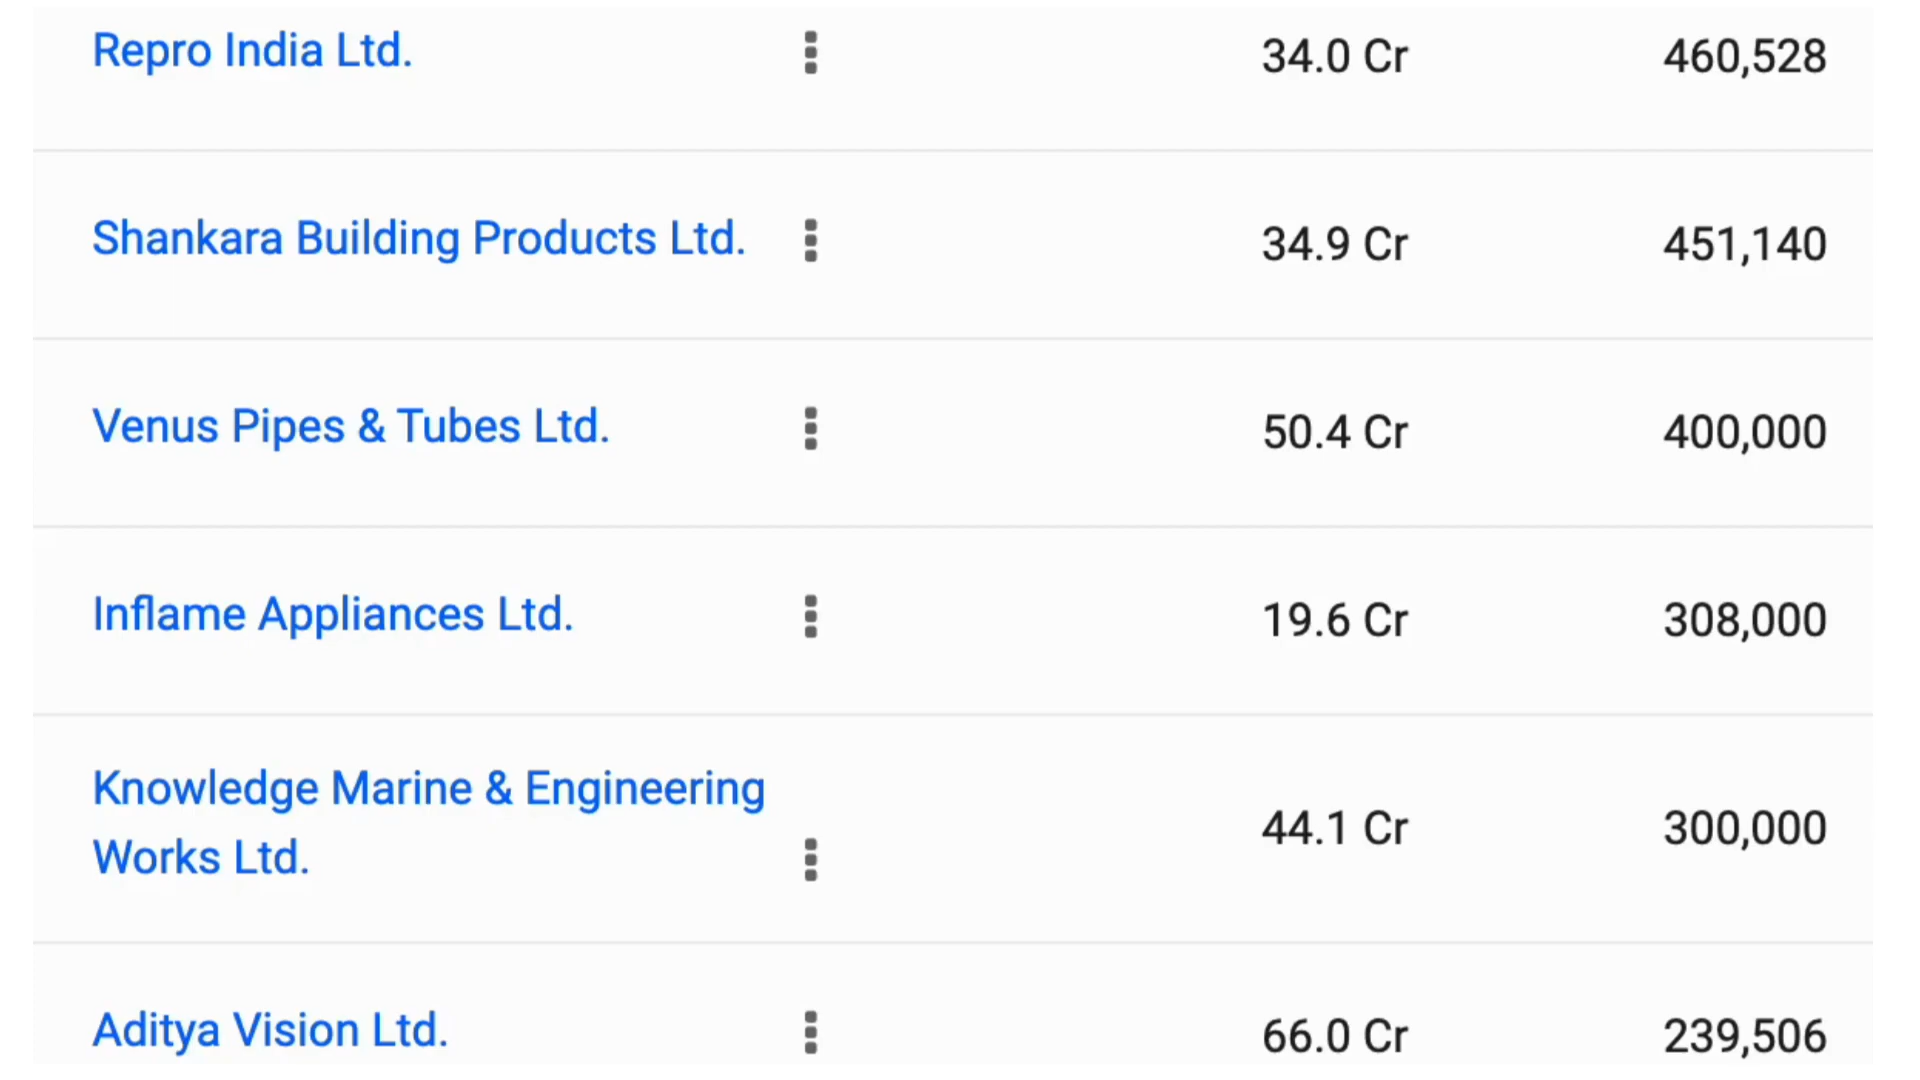 Repro India Ltd. 34.0 Cr 460,528
Shankara Building Products Ltd. 34.9 Cr 451,140
Venus Pipes & Tubes Ltd. 50.4 Cr 400,000
Inflame Appliances Ltd. 19.6 Cr 308,000
Knowledge Marine & Engineering
Works Ltd. 44.1 Cr 300,000
Aditya Vision Ltd. 66.0 Cr 239,506